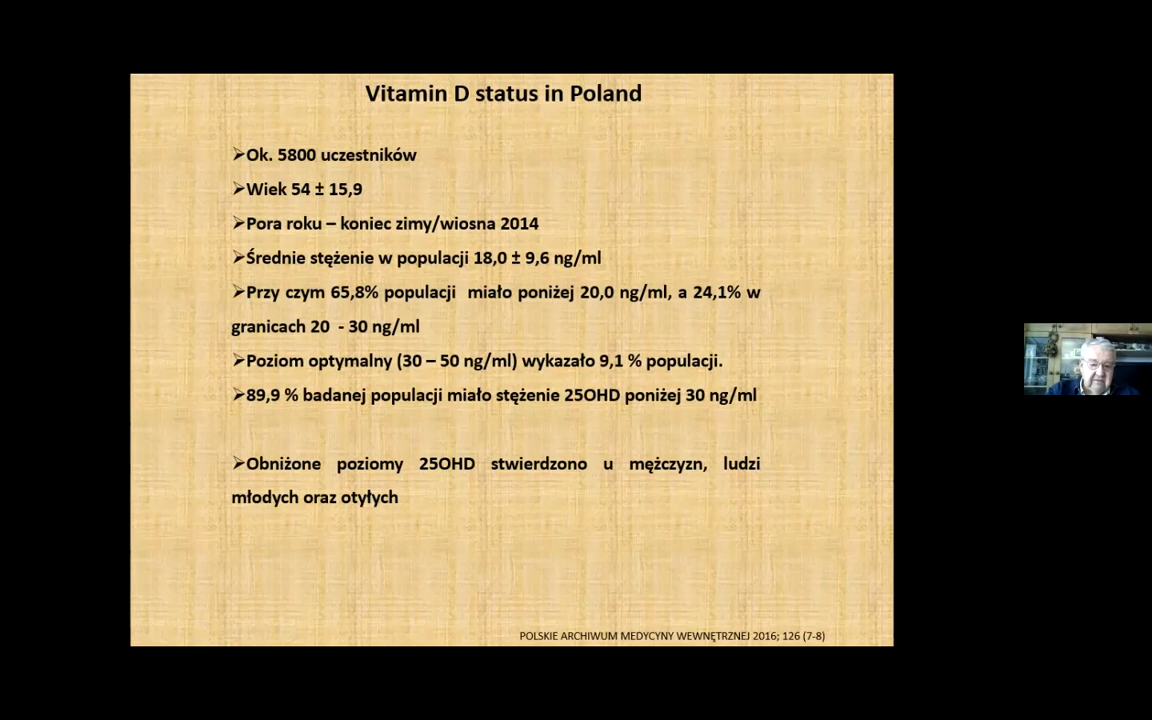 Vitamin D status in Poland
➢Ok. 5800 uczestników
➢Wiek 54 ± 15,9
➢Pora roku – koniec zimy/wiosna 2014
➢Średnie stężenie w populacji 18,0 ± 9,6 ng/ml
➢Przy czym 65,8% populacji miało poniżej 20,0 ng/ml, a 24,1% w
granicach 20 - 30 ng/ml
➢Poziom optymalny (30 – 50 ng/ml) wykazało 9,1 % populacji.
➢89,9 % badanej populacji miało stężenie 25OHD poniżej 30 ng/ml
➢Obniżone poziomy 25OHD stwierdzono u mężczyzn, ludzi
młodych oraz otyłych
POLSKIE ARCHIWUM MEDYCYNY WEWNĘTRZNEJ 2016; 126 (7-8)